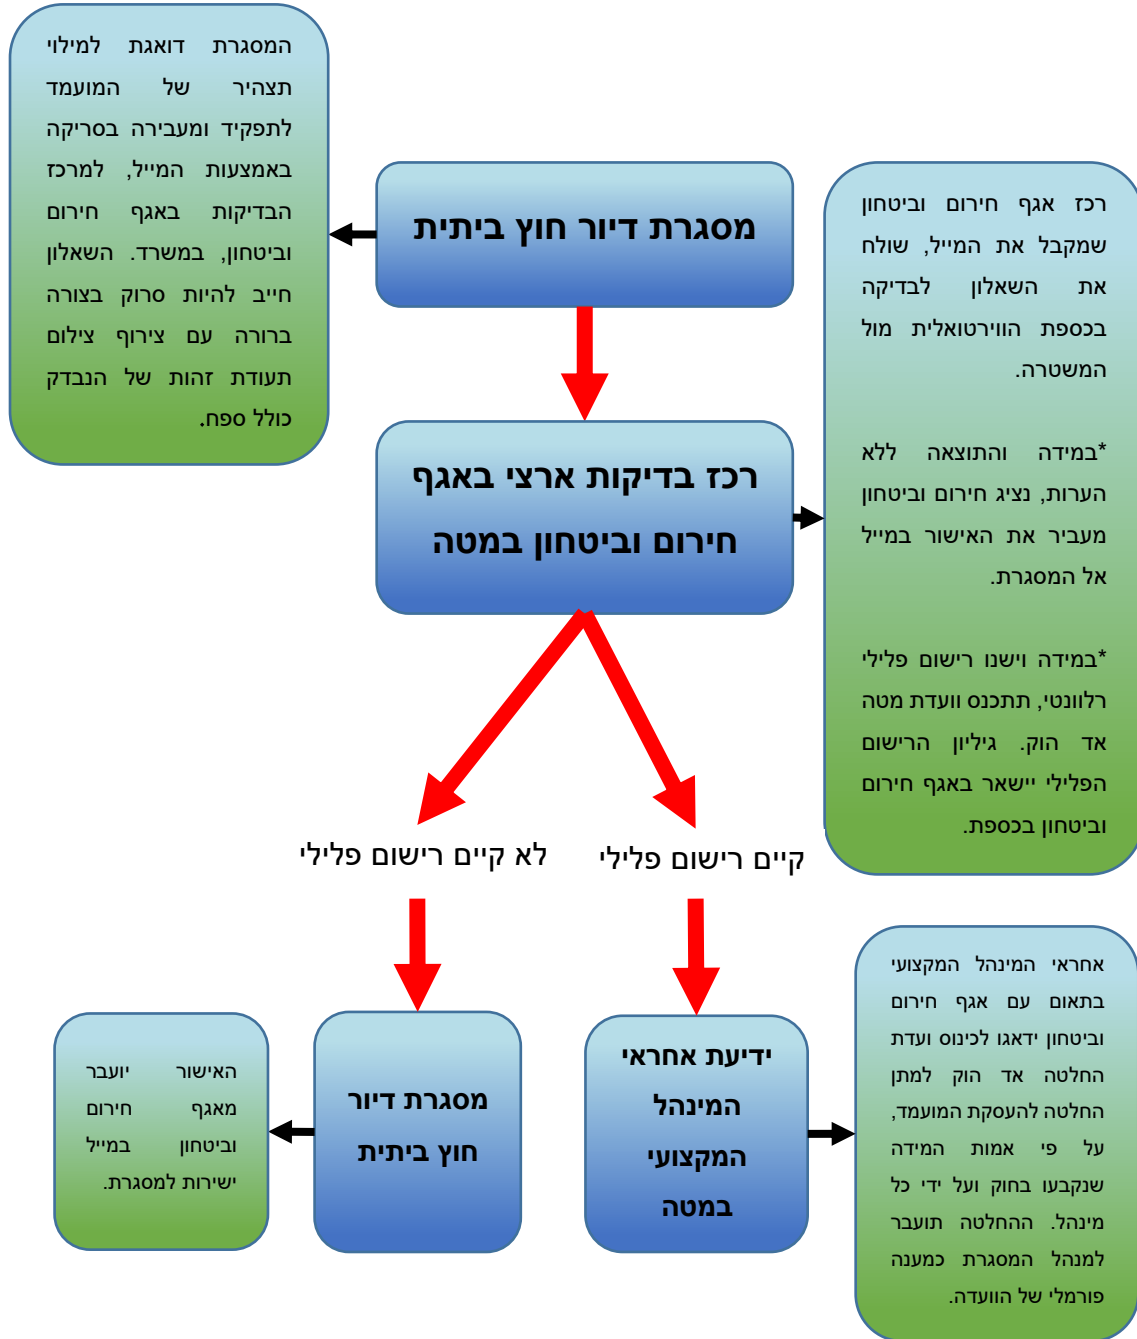 המסגרת דואגת למילוי
תצהיר של המועמד
לתפקיד ומעבירה בסריקה
באמצעות המייל, למרכז
הבדיקות באגף חירום
וביטחון, במשרד. השאלון
חייב להיות סרוק בצורה
ברורה עם צירוף צילום
תעודת זהות של הנבדק
כולל ספח.
מסגרת דיור חוץ ביתית
רכז אגף חירום וביטחון
שמקבל את המייל, שולח
את השאלון לבדיקה
בכספת הווירטואלית מול
המשטרה.
*במידה והתוצאה ללא
הערות, נציג חירום וביטחון
מעביר את האישור במייל
אל המסגרת.
*במידה וישנו רישום פלילי
רלוונטי, תתכנס וועדת מטה
אד הוק. גיליון הרישום
הפלילי יישאר באגף חירום
וביטחון בכספת.
רכז בדיקות ארצי באגף
חירום וביטחון במטה
קיים רישום פלילי
לא קיים רישום פלילי
אחראי המינהל המקצועי
בתאום עם אגף חירום
וביטחון ידאגו לכינוס ועדת
החלטה אד הוק למתן
החלטה להעסקת המועמד,
על פי אמות המידה
שנקבעו בחוק ועל ידי כל
מינהל. ההחלטה תועבר
למנהל המסגרת כמענה
פורמלי של הוועדה.
ידיעת אחראי
המינהל
המקצועי
במטה
מסגרת דיור
חוץ ביתית
האישור יועבר
מאגף חירום
וביטחון במייל
ישירות למסגרת.